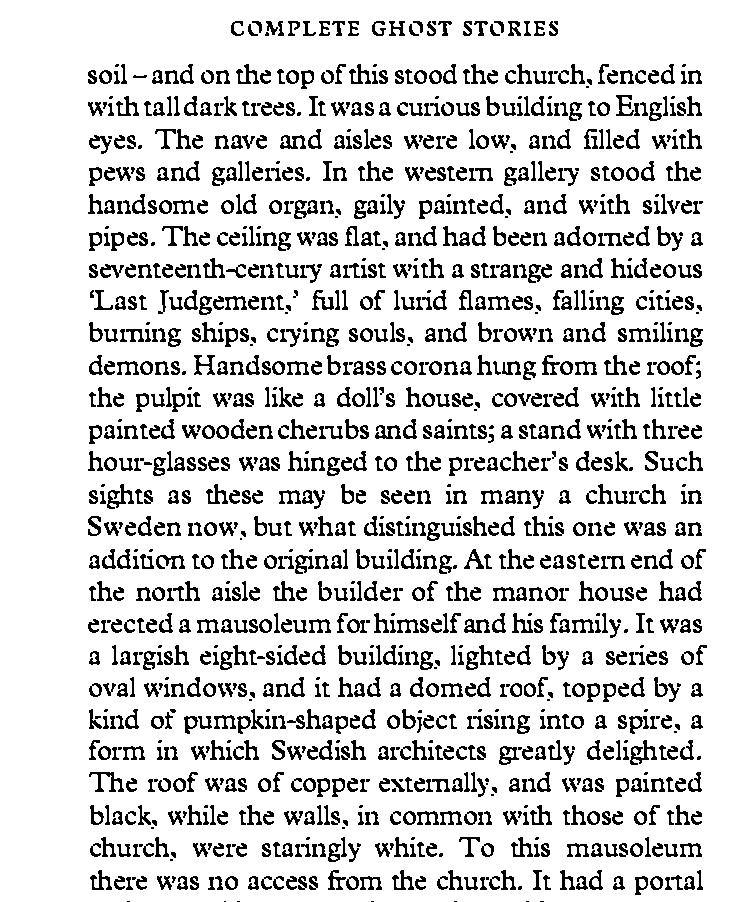 COMPLETE GHOST STORIES
soil – and on the top of this stood the church, fenced in
with tall dark trees. It was a curious building to English
eyes. The nave and aisles were low, and filled with
pews and galleries. In the western gallery stood the
handsome old organ, gaily painted, and with silver
pipes. The ceiling was flat, and had been adorned by a
seventeenth-century artist with a strange and hideous
‘Last Judgement,’ full of lurid flames, falling cities,
burning ships, crying souls, and brown and smiling
demons. Handsome brass corona hung from the roof;
the pulpit was like a doll’s house, covered with little
painted wooden cherubs and saints; a stand with three
hour-glasses was hinged to the preacher’s desk. Such
sights as these may be seen in many a church in
Sweden now, but what distinguished this one was an
addition to the original building. At the eastern end of
the north aisle the builder of the manor house had
erected a mausoleum for himself and his family. It was
a largish eight-sided building, lighted by a series of
oval windows, and it had a domed roof, topped by a
kind of pumpkin-shaped object rising into a spire, a
form in which Swedish architects greatly delighted.
The roof was of copper externally, and was painted
black, while the walls, in common with those of the
church, were staringly white. To this mausoleum
there was no access from the church. It had a portal